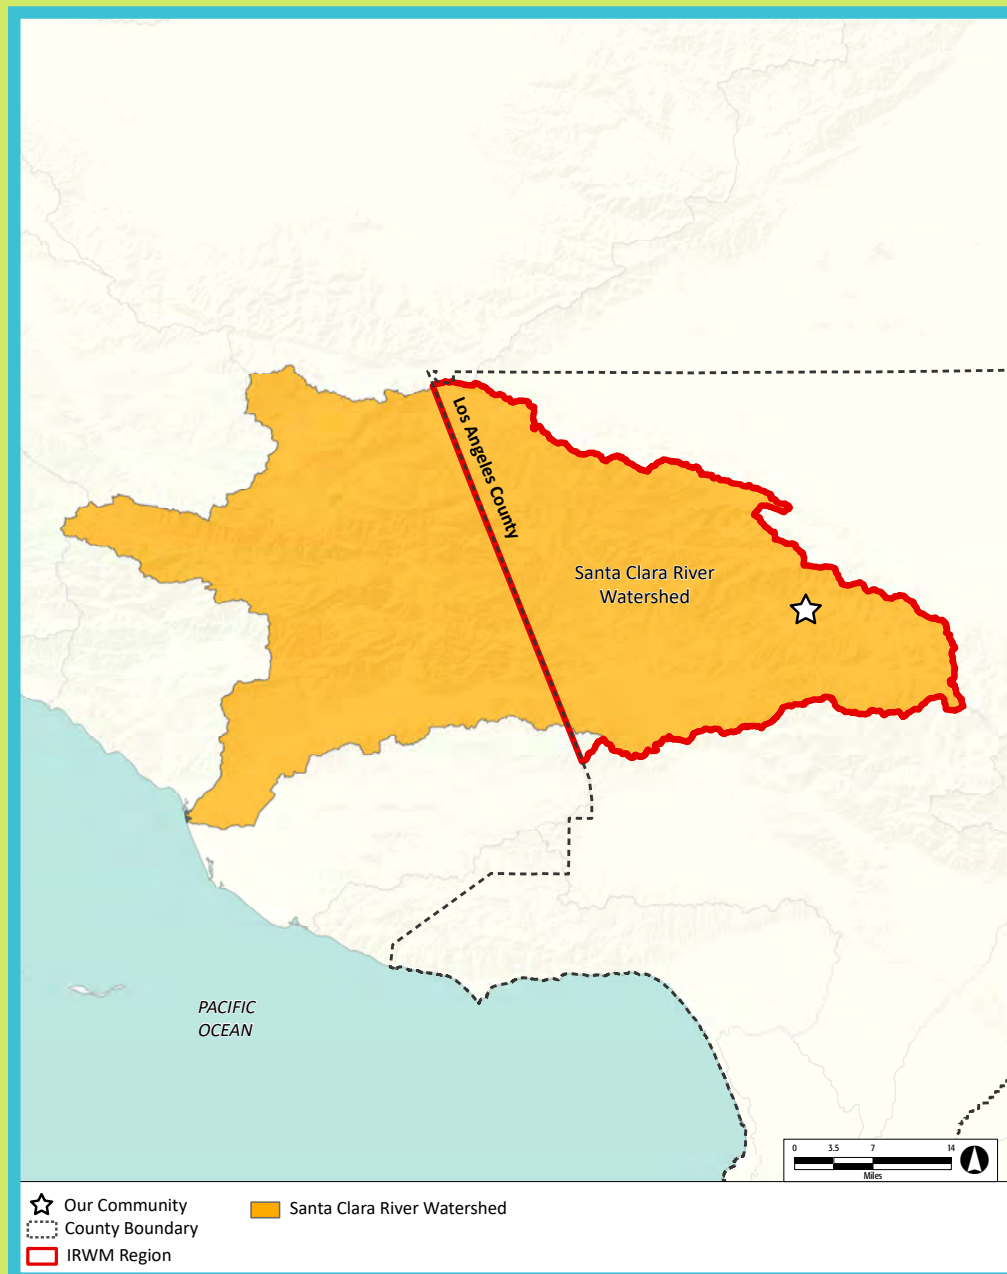 Los Angeles County
Santa Clara River
Watershed
PACIFIC
OCEAN
0 3.5 7 14
Miles
Our Community
County Boundary
IRWM Region
Santa Clara River Watershed